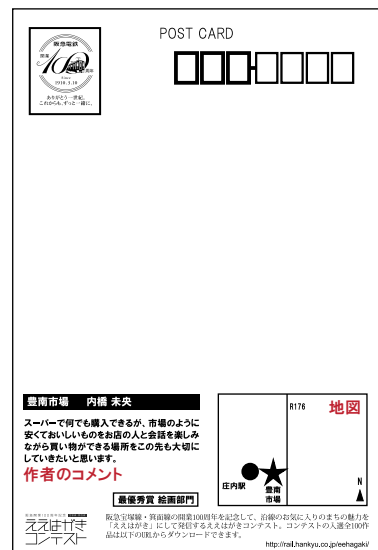 阪急電鉄
開業
100
周年
Since
1910.3.10
ありがとう一世紀。
これからも、ずっと一緒に。
POST CARD
豊南市場 内橋 未央
スーパーで何でも購入できるが、市場のように
安くておいしいものをお店の人と会話を楽しみ
ながら買い物ができる場所をこの先も大切に
していきたいと思います。
作者のコメント
最優秀賞 絵画部門
R176
地図
庄内駅
豊南
市場
N
ええはがき
コンテスト
阪急宝塚線・箕面線の開業100周年を記念して、沿線のお気に入りのまちの魅力を
「ええはがき」にして発信するええはがきコンテスト。コンテストの入選全100作
品は以下のURLからダウンロードできます。
http://rail.hankyu.co.jp/eehagaki/